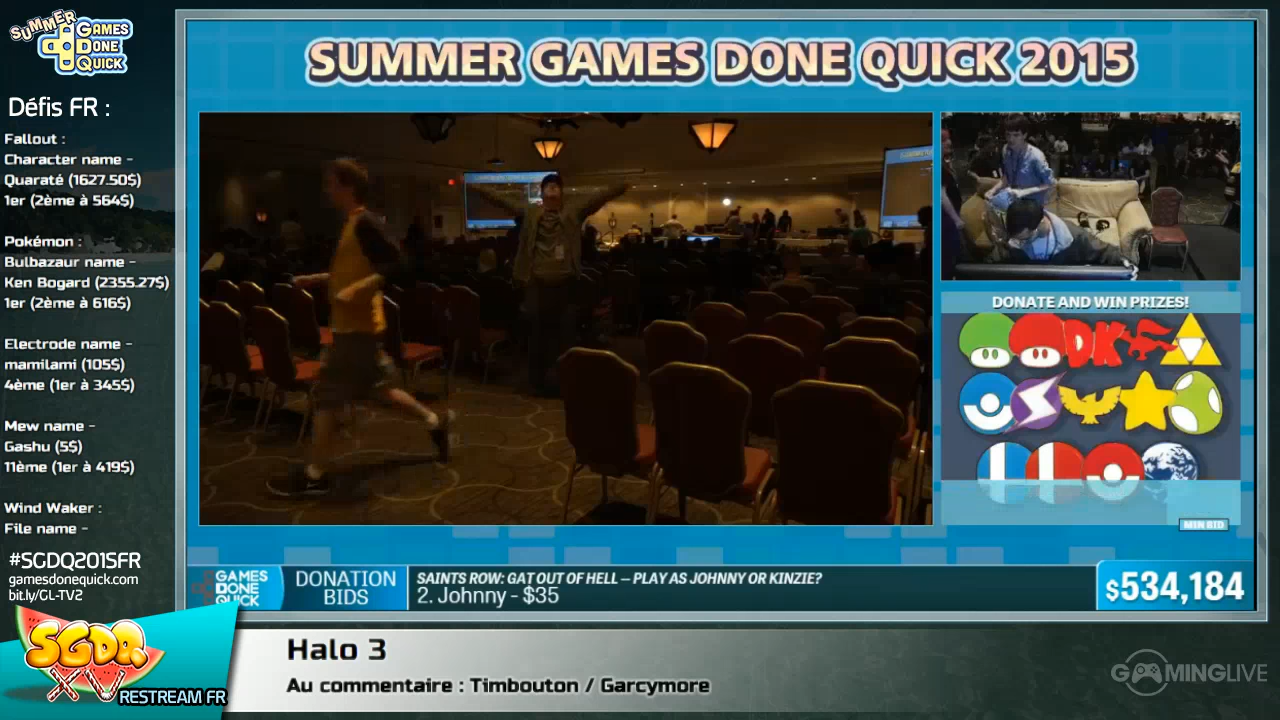 SUMMER
GAMES
DONE
QUICK
Défis FR :
Fallout :
Character name -
Quaraté (1627.50$)
1er (2ème à 564$)
Pokémon :
Bulbazaur name -
Ken Bogard (2355.27$)
1er (2ème à 616$)
Electrode name -
mamilami (105$)
4ème (1er à 345$)
Mew name -
Gashu (5$)
11ème (1er à 419$)
Wind Waker :
File name -
#SGDQ2015FR
gamesdonequick.com
bit.ly/GL-TV2
SGDQ
XV
RESTREAM FR
SUMMER GAMES DONE QUICK 2015
DONATE AND WIN PRIZES!
DK
MIN BID
GAMES
DONE
QUICK
DONATION
BIDS
SAINTS ROW: GAT OUT OF HELL – PLAY AS JOHNNY OR KINZIE?
2. Johnny - $35
$534,184
Halo 3
Au commentaire : Timbouton / Garcymore
GAMINGLIVE